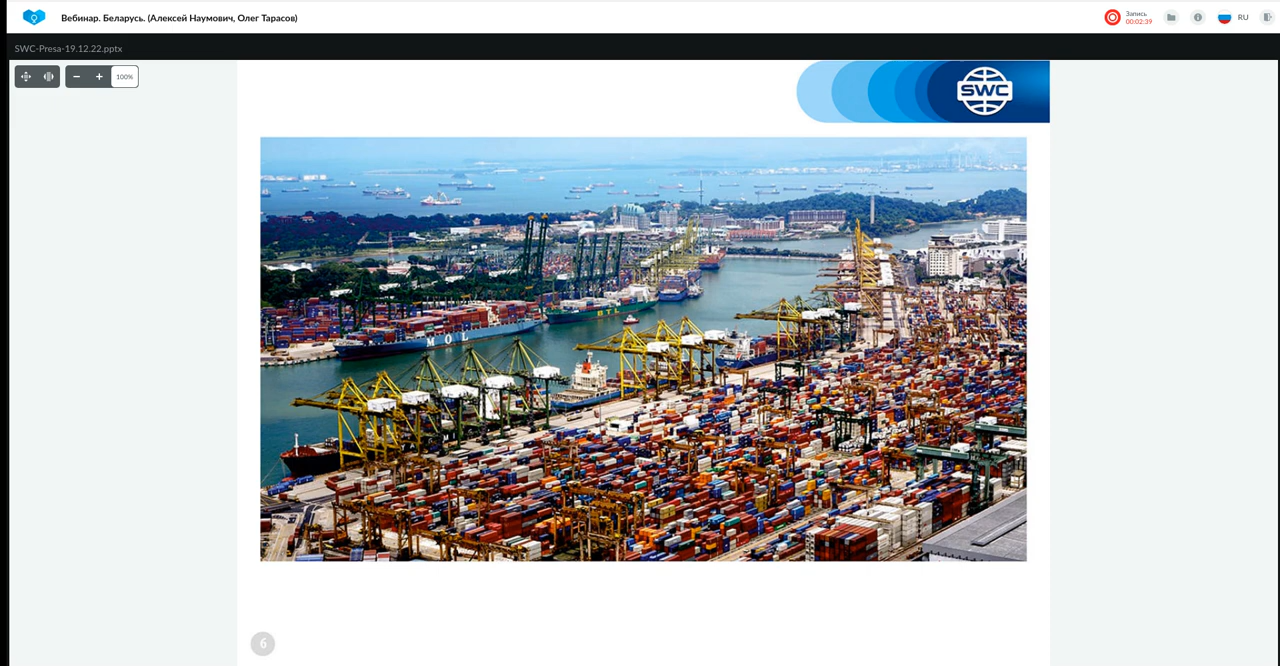 Вебинар. Беларусь. (Алексей Наумович, Олег Тарасов)
Запись
00:02:39
RU
SWC-Presa-19.12.22.pptx
100%
SWC
MOL
6